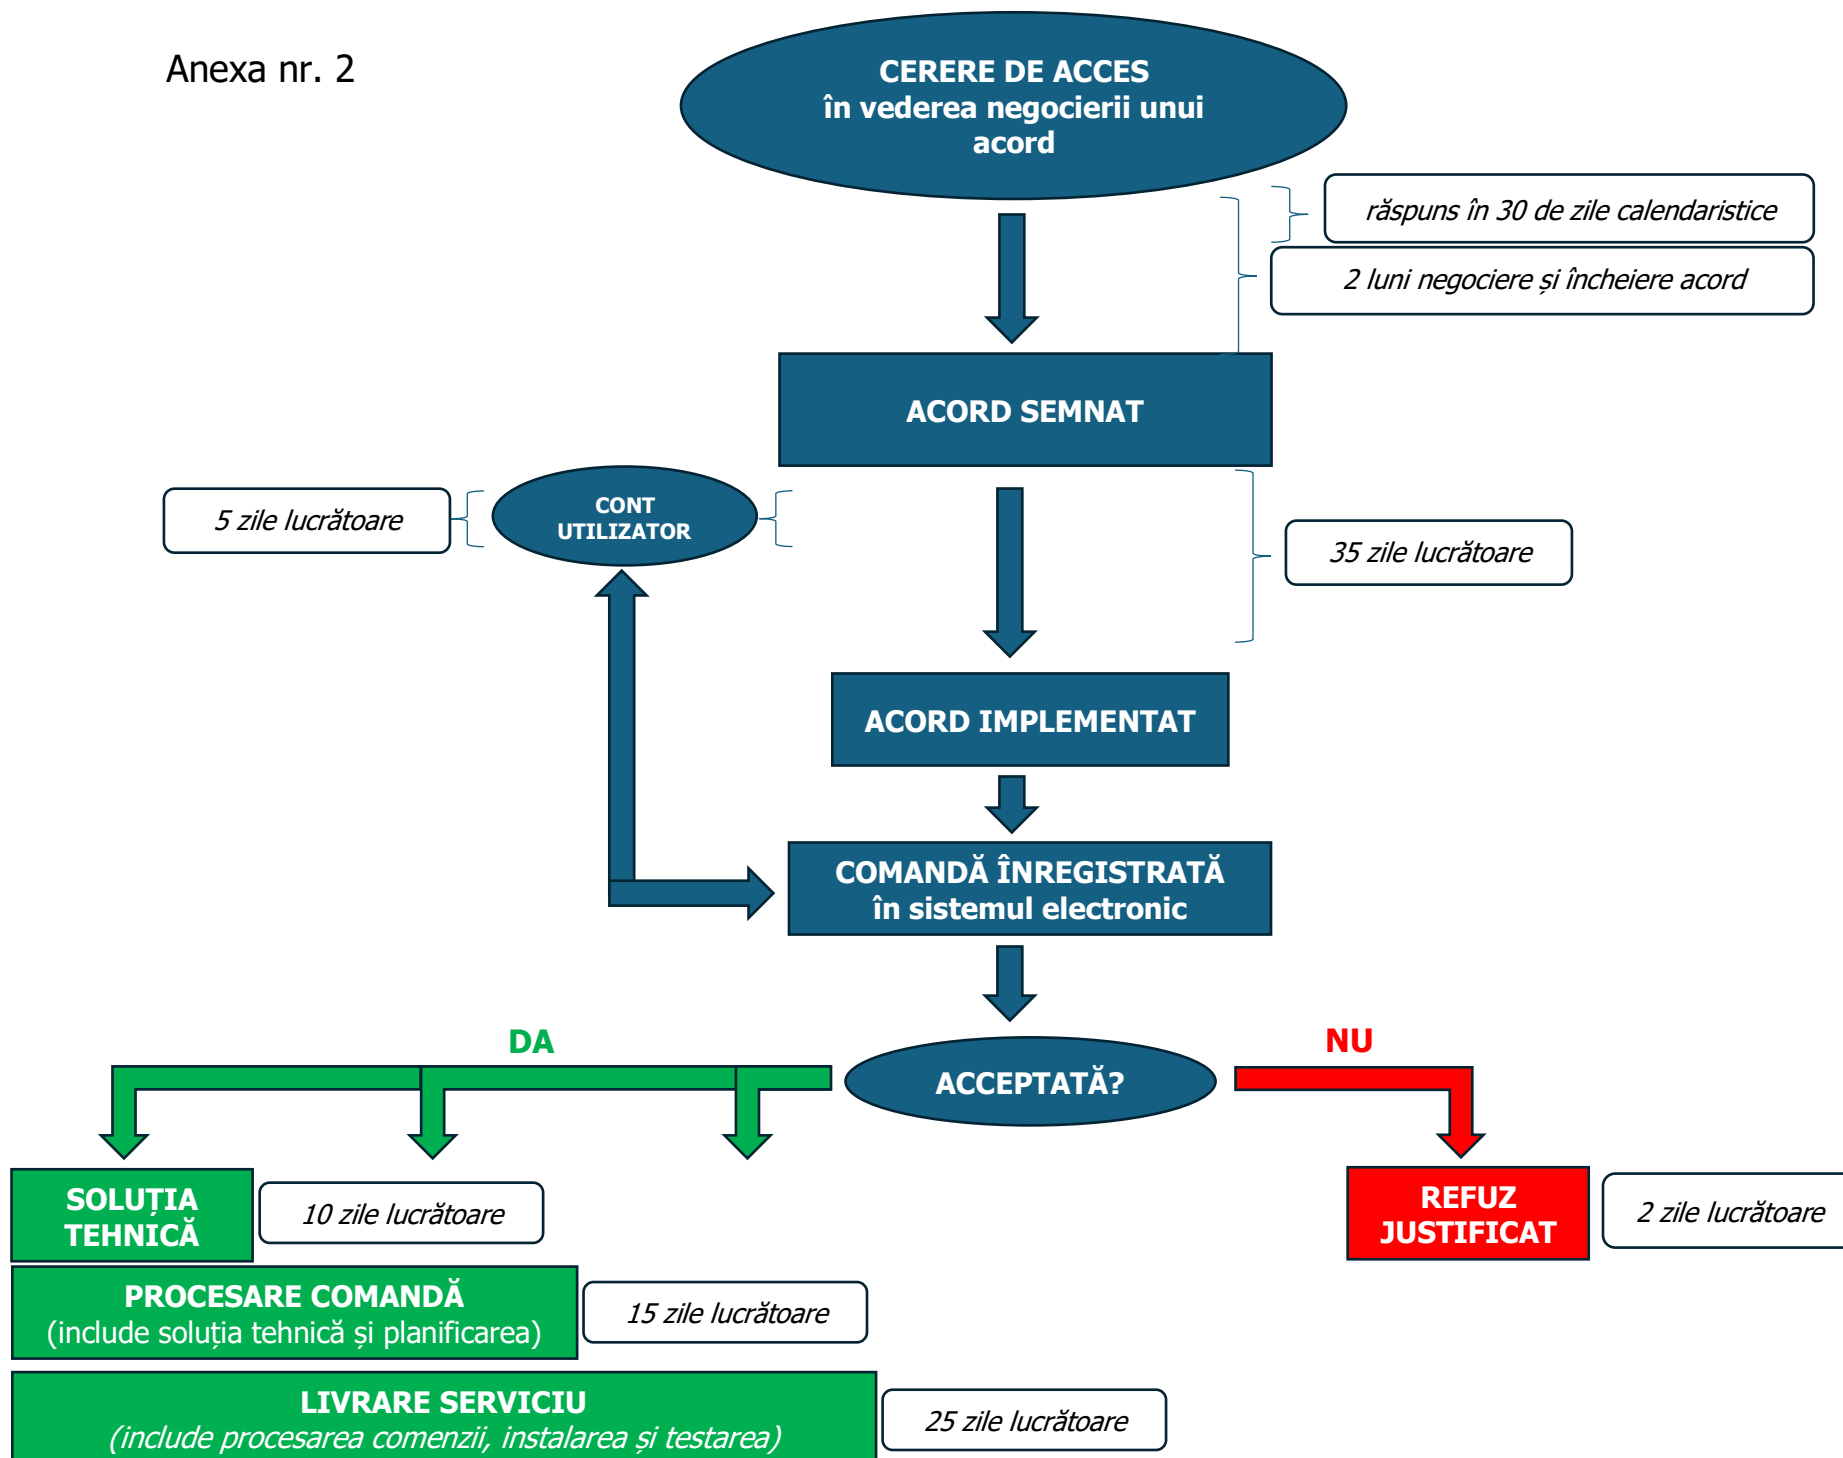 Anexa nr. 2
CERERE DE ACCES
în vederea negocierii unui
acord
răspuns în 30 de zile calendaristice
2 luni negociere și încheiere acord
ACORD SEMNAT
CONT
UTILIZATOR
5 zile lucrătoare
35 zile lucrătoare
ACORD IMPLEMENTAT
COMANDĂ ÎNREGISTRATĂ
în sistemul electronic
DA
NU
ACCEPTATĂ?
SOLUȚIA
TEHNICĂ
10 zile lucrătoare
REFUZ
JUSTIFICAT
2 zile lucrătoare
PROCESARE COMANDĂ
(include soluția tehnică și planificarea)
15 zile lucrătoare
LIVRARE SERVICIU
(include procesarea comenzii, instalarea și testarea)
25 zile lucrătoare